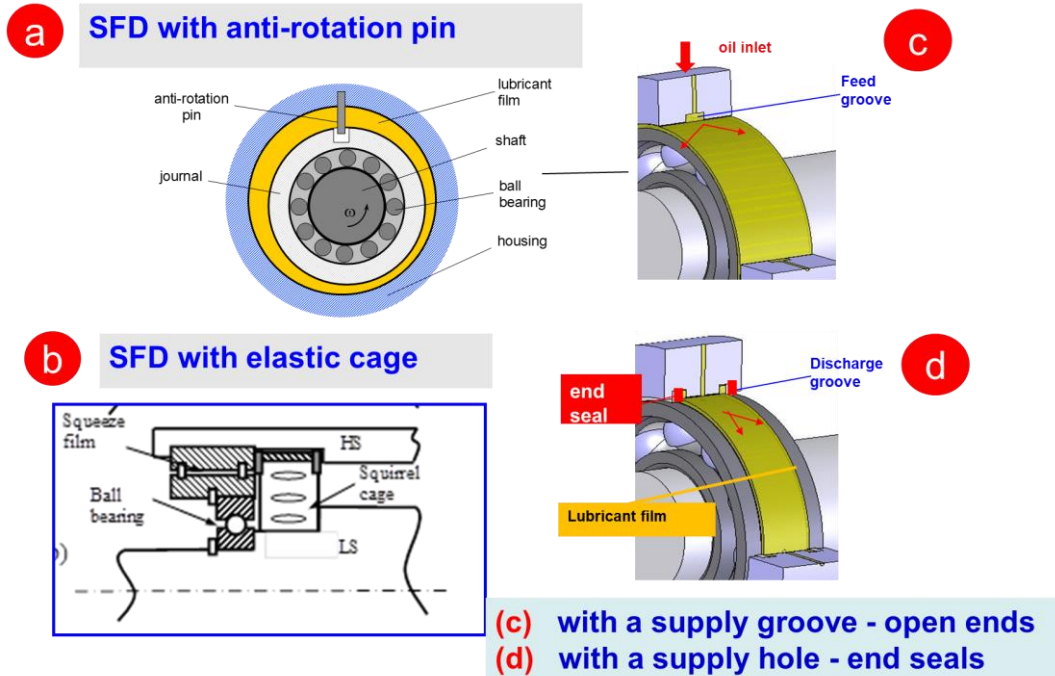 a
SFD with anti-rotation pin
anti-rotation
pin
journal
lubricant
film
shaft
ball
bearing
housing
ω
c
oil inlet
Feed
groove
b
SFD with elastic cage
Squeeze
film
Ball
bearing
HS
Squirrel
cage
LS
)
d
end
seal
Discharge
groove
Lubricant film
(c) with a supply groove - open ends
(d) with a supply hole - end seals